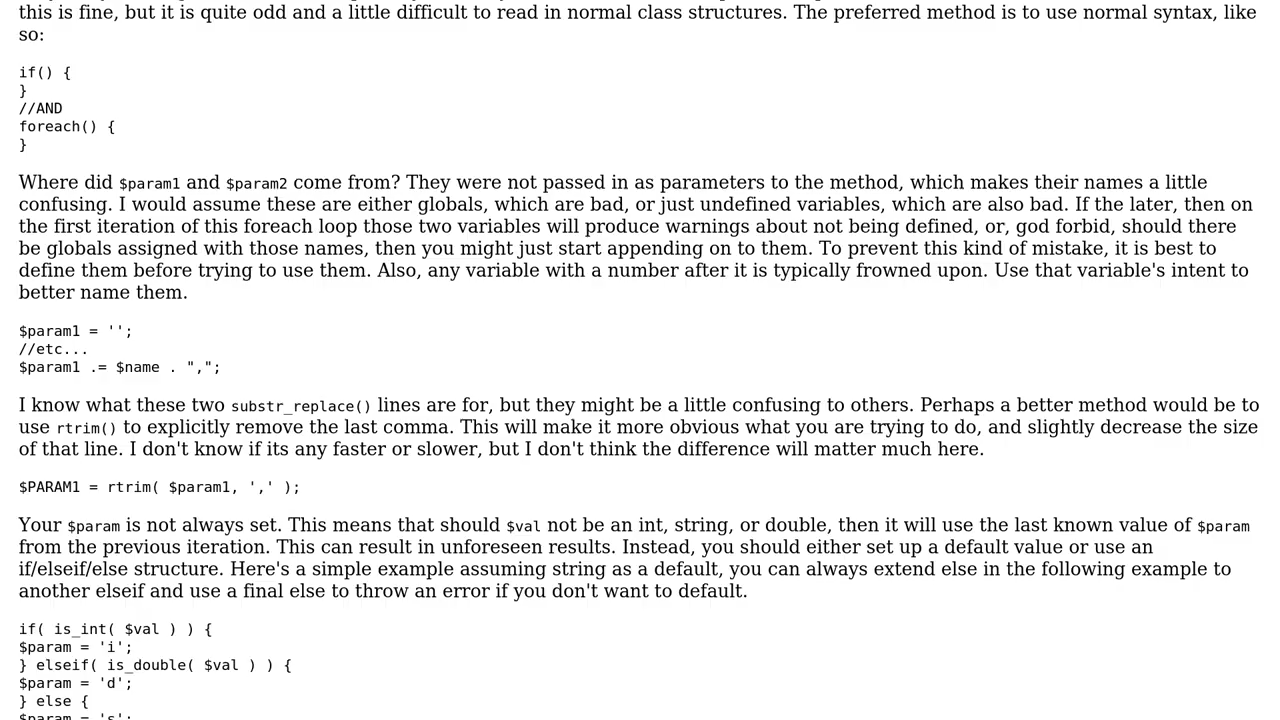 this is fine, but it is quite odd and a little difficult to read in normal class structures. The preferred method is to use normal syntax, like
so:
if() {
}
//AND
foreach() {
}
Where did $param1 and $param2 come from? They were not passed in as parameters to the method, which makes their names a little
confusing. I would assume these are either globals, which are bad, or just undefined variables, which are also bad. If the later, then on
the first iteration of this foreach loop those two variables will produce warnings about not being defined, or, god forbid, should there
be globals assigned with those names, then you might just start appending on to them. To prevent this kind of mistake, it is best to
define them before trying to use them. Also, any variable with a number after it is typically frowned upon. Use that variable's intent to
better name them.
$param1 = '';
//etc...
$param1 .= $name . ",";
I know what these two substr_replace() lines are for, but they might be a little confusing to others. Perhaps a better method would be to
use rtrim() to explicitly remove the last comma. This will make it more obvious what you are trying to do, and slightly decrease the size
of that line. I don't know if its any faster or slower, but I don't think the difference will matter much here.
$PARAM1 = rtrim( $param1, ',' );
Your $param is not always set. This means that should $val not be an int, string, or double, then it will use the last known value of $param
from the previous iteration. This can result in unforeseen results. Instead, you should either set up a default value or use an
if/elseif/else structure. Here's a simple example assuming string as a default, you can always extend else in the following example to
another elseif and use a final else to throw an error if you don't want to default.
if( is_int( $val ) ) {
$param = 'i';
} elseif( is_double( $val ) ) {
$param = 'd';
} else {
$param = 's';